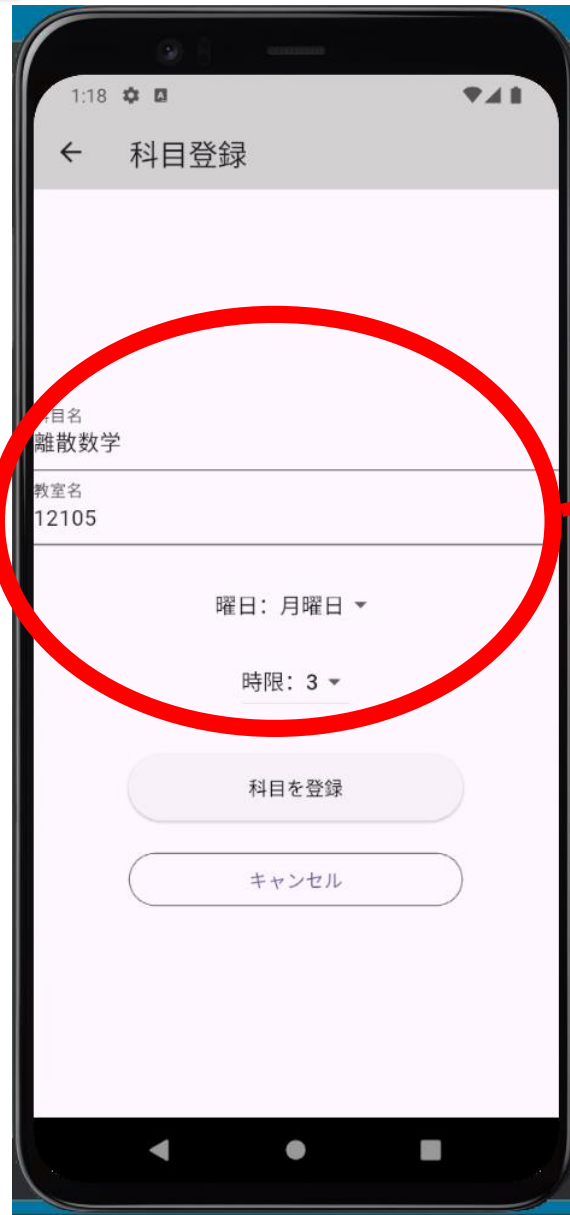 1:18
科目登録
科目名
離散数学
教室名
12105
曜日: 月曜日
時限: 3
科目を登録
キャンセル